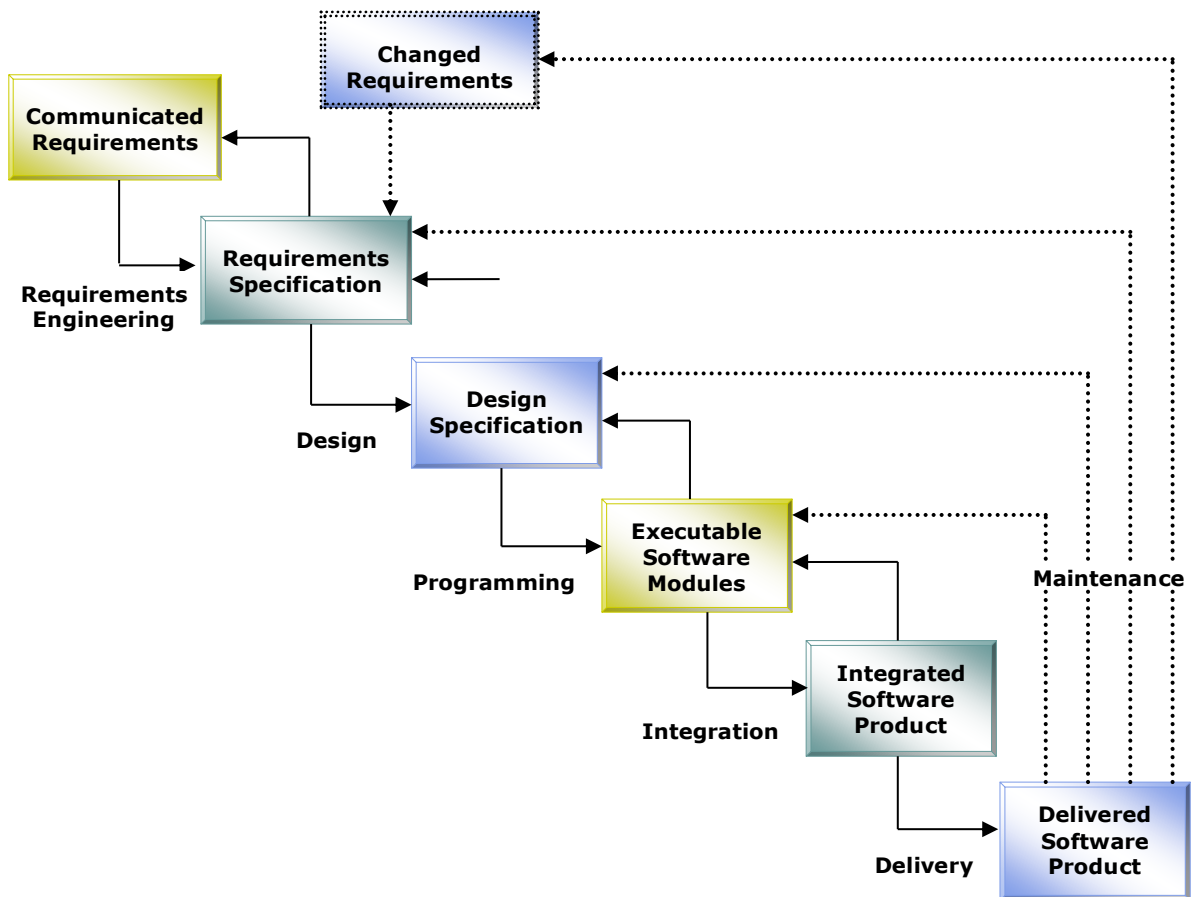 Changed
Requirements
Communicated
Requirements
Requirements
Specification
Requirements
Engineering
Design
Specification
Design
Executable
Software
Modules
Programming
Maintenance
Integrated
Software
Product
Integration
Delivered
Software
Product
Delivery